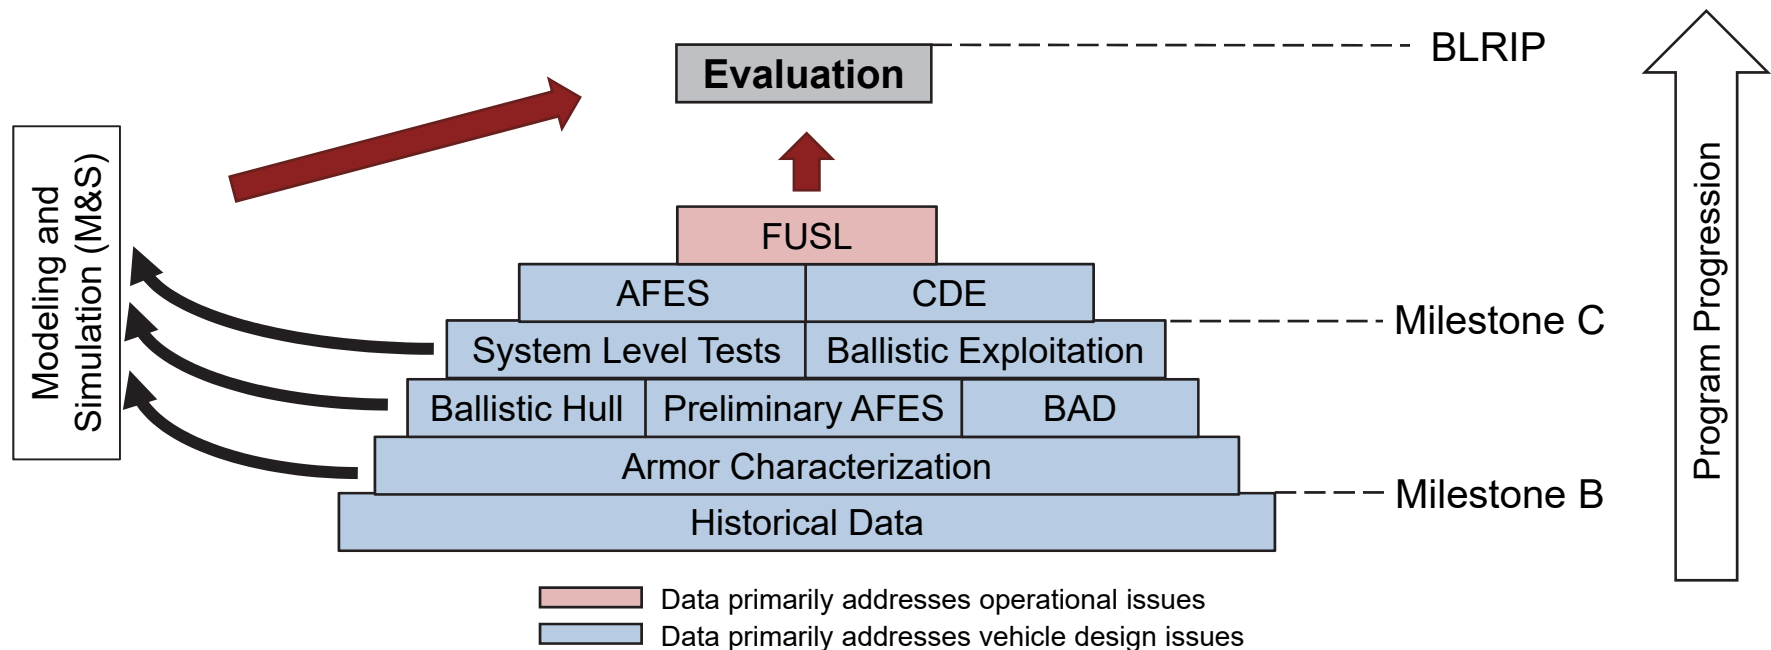 Evaluation
BLRIP
Modeling and
Simulation (M&S)
FUSL
AFES
CDE
Milestone C
System Level Tests
Ballistic Exploitation
Ballistic Hull
Preliminary AFES
BAD
Armor Characterization
Milestone B
Historical Data
Program Progression
Data primarily addresses operational issues
Data primarily addresses vehicle design issues